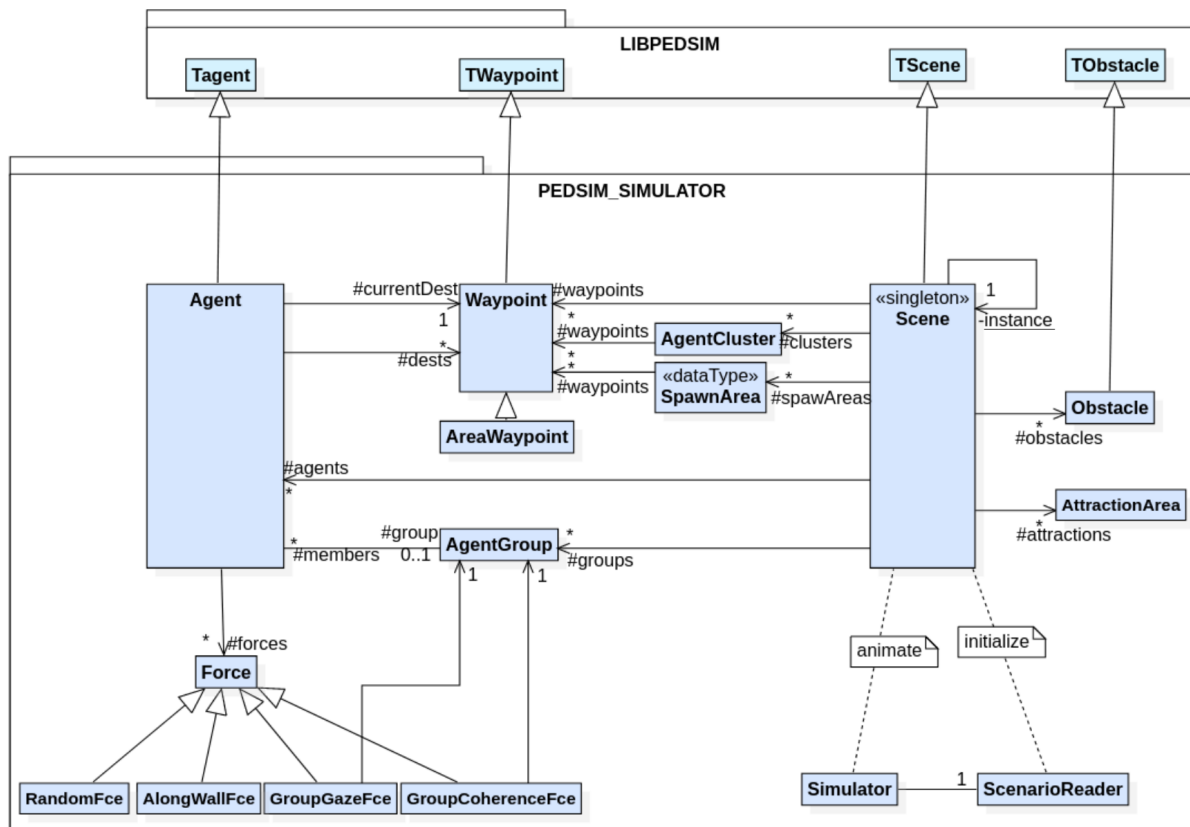 LIBPEDSIM
Tagent
TWaypoint
TScene
TObstacle
PEDSIM_SIMULATOR
Agent
#currentDest
1
Waypoint
#waypoints
*
«singleton»
Scene
1
-instance
#dests
*
#waypoints
*
AgentCluster
*
#clusters
*
#waypoints
«dataType»
SpawnArea
*
#spawAreas
AreaWaypoint
Obstacle
*
#obstacles
#agents
*
AttractionArea
*
#attractions
*
#members
#group
0..1
AgentGroup
*
#groups
1
1
*
#forces
Force
animate
initialize
RandomFce
AlongWallFce
GroupGazeFce
GroupCoherenceFce
Simulator
1
ScenarioReader